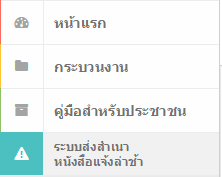 หน้าแรก
กระบวนงาน
คู่มือสำหรับประชาชน
ระบบส่งสำเนา
หนังสือแจ้งล่าช้า